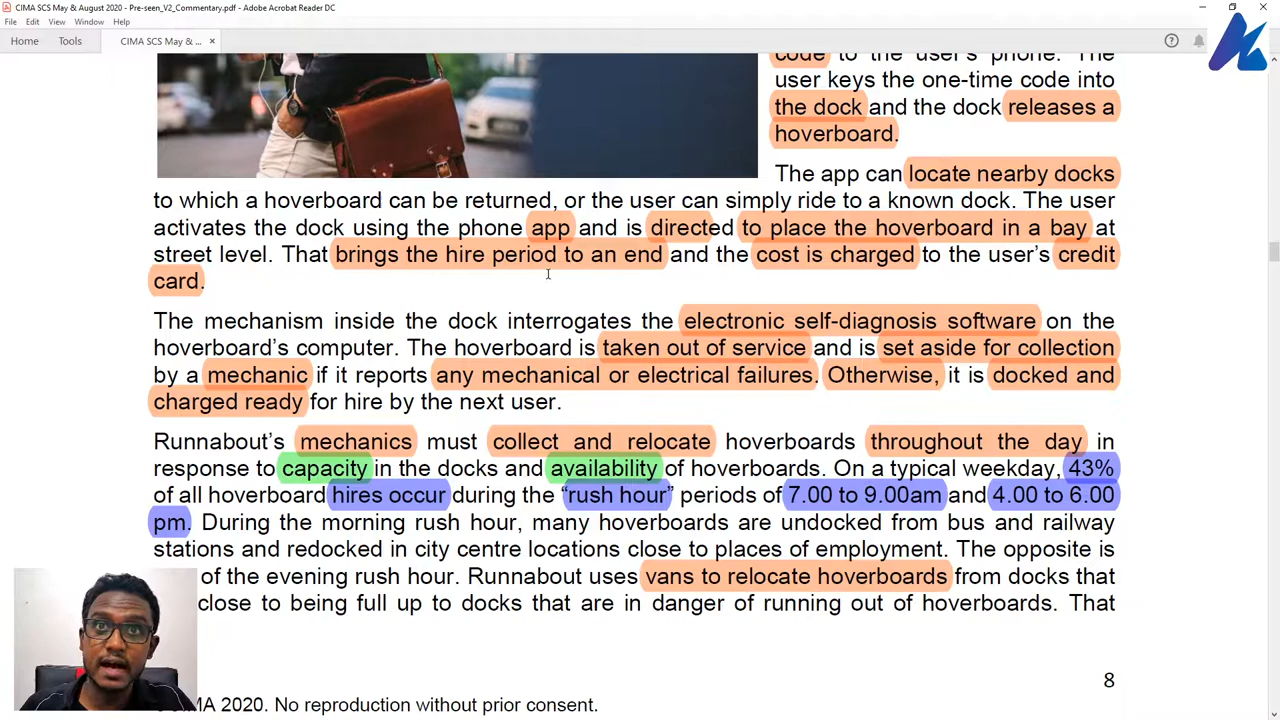 CIMA SCS May & August 2020 - Pre-seen_V2_Commentary.pdf - Adobe Acrobat Reader DC
File Edit View Window Help
Home Tools CIMA SCS May & ... ×
code to the user's phone. The
user keys the one-time code into
the dock and the dock releases a
hoverboard.
The app can locate nearby docks
to which a hoverboard can be returned, or the user can simply ride to a known dock. The user
activates the dock using the phone app and is directed to place the hoverboard in a bay at
street level. That brings the hire period to an end and the cost is charged to the user's credit
card.
The mechanism inside the dock interrogates the electronic self-diagnosis software on the
hoverboard's computer. The hoverboard is taken out of service and is set aside for collection
by a mechanic if it reports any mechanical or electrical failures. Otherwise, it is docked and
charged ready for hire by the next user.
Runnabout's mechanics must collect and relocate hoverboards throughout the day in
response to capacity in the docks and availability of hoverboards. On a typical weekday, 43%
of all hoverboard hires occur during the "rush hour" periods of 7.00 to 9.00am and 4.00 to 6.00
pm. During the morning rush hour, many hoverboards are undocked from bus and railway
stations and redocked in city centre locations close to places of employment. The opposite is
of the evening rush hour. Runnabout uses vans to relocate hoverboards from docks that
close to being full up to docks that are in danger of running out of hoverboards. That
8
CIMA 2020. No reproduction without prior consent.